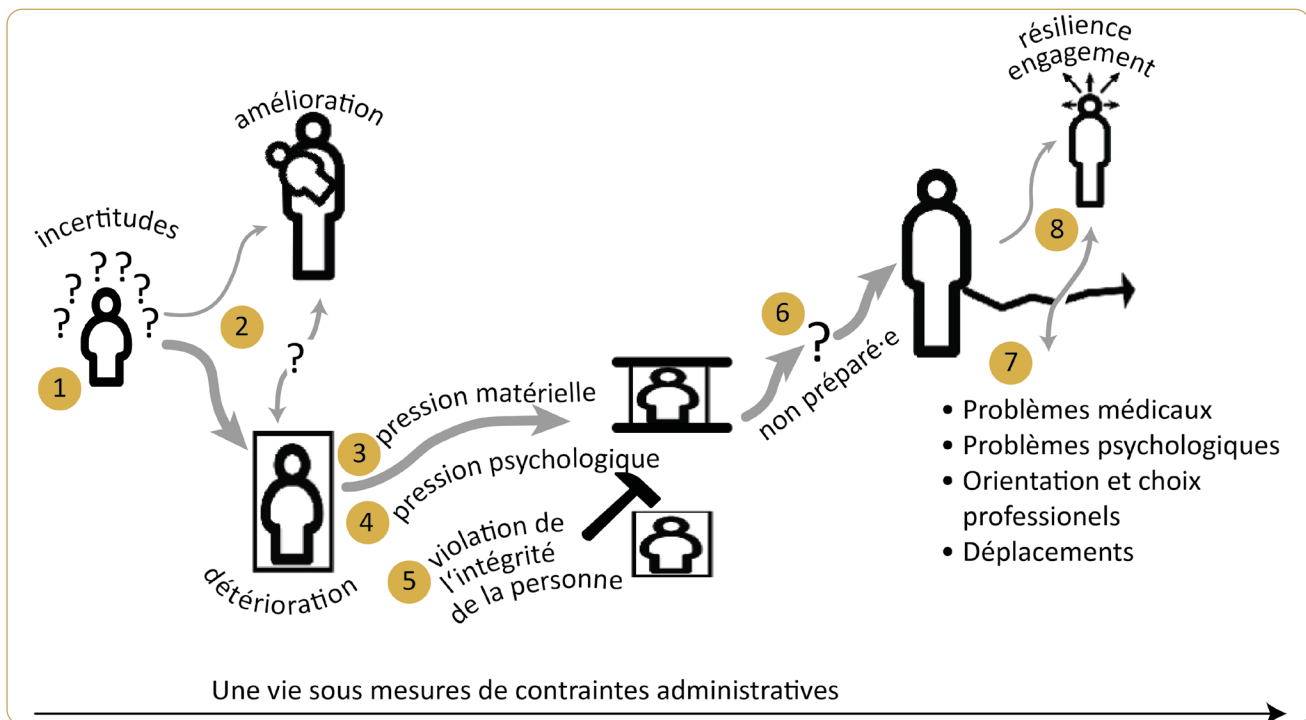 résilience
engagement
amélioration
incertitudes
? ? ? ? ? ? ?
1
2
?
3 pression matérielle
4 pression psychologique
5 violation de
l‘intégrité
de la personne
détérioration
6
?
non préparé·e
8
7
• Problèmes médicaux
• Problèmes psychologiques
• Orientation et choix
professionels
• Déplacements
Une vie sous mesures de contraintes administratives